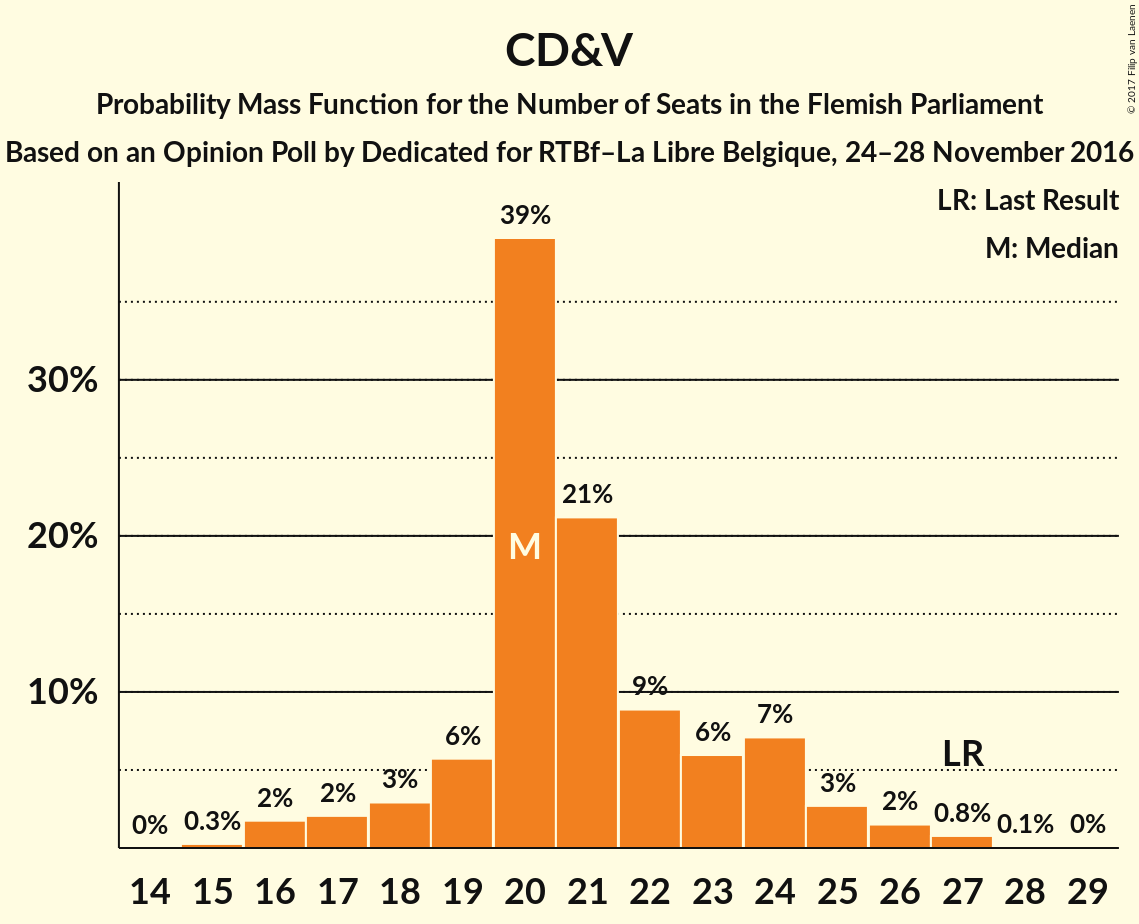 © 2017 Filip van Laenen
CD&V
Probability Mass Function for the Number of Seats in the Flemish Parliament
Based on an Opinion Poll by Dedicated for RTBf–La Libre Belgique, 24–28 November 2016
LR: Last Result
M: Median
30%
20%
10%
0%
0.3%
2%
2%
3%
6%
39%
M
21%
9%
6%
7%
3%
2%
LR
0.8%
0.1%
0%
14 15 16 17 18 19 20 21 22 23 24 25 26 27 28 29